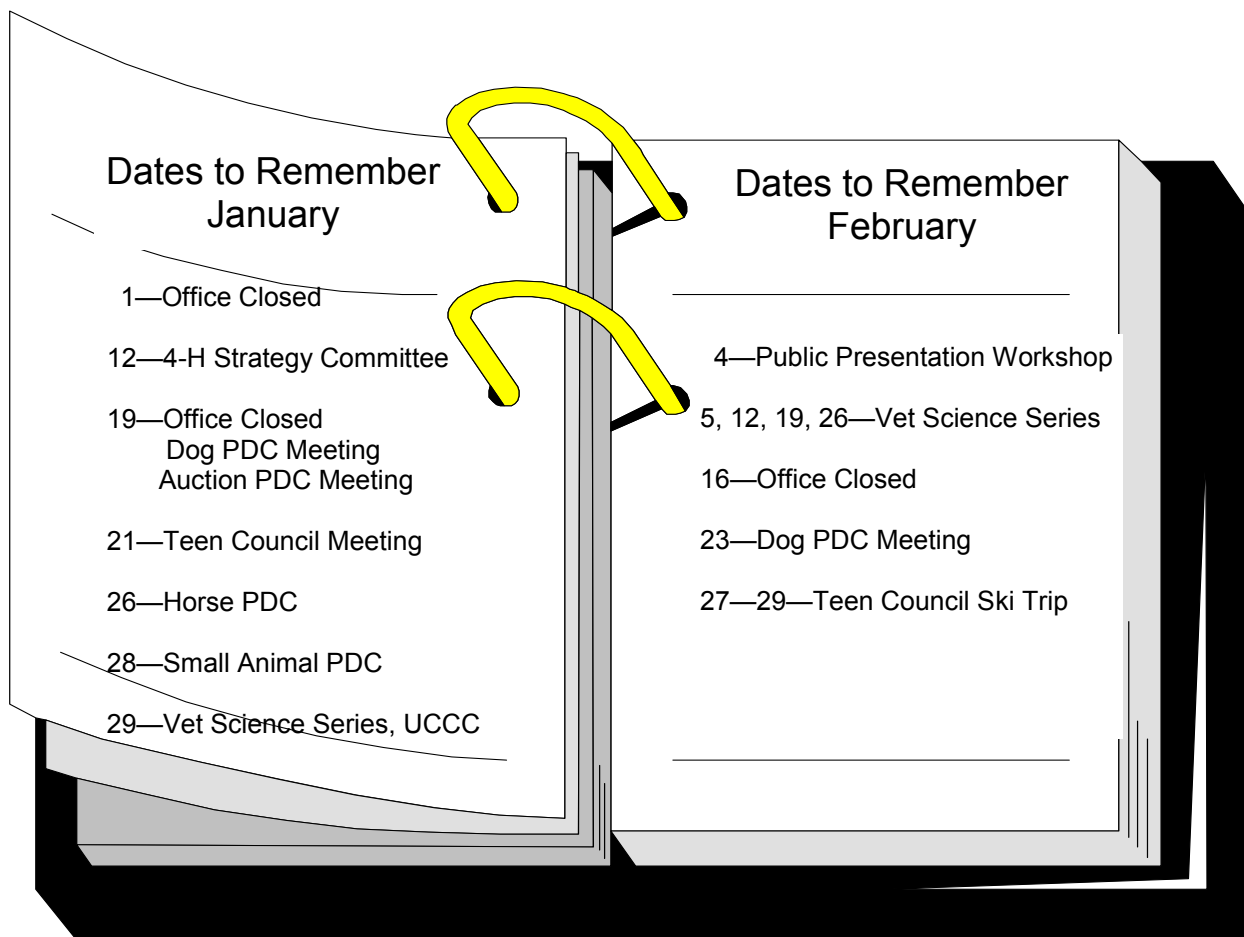 Dates to Remember
January
1—Office Closed
12—4-H Strategy Committee
19—Office Closed
Dog PDC Meeting
Auction PDC Meeting
21—Teen Council Meeting
26—Horse PDC
28—Small Animal PDC
29—Vet Science Series, UCCC
Dates to Remember
February
4—Public Presentation Workshop
5, 12, 19, 26—Vet Science Series
16—Office Closed
23—Dog PDC Meeting
27—29—Teen Council Ski Trip